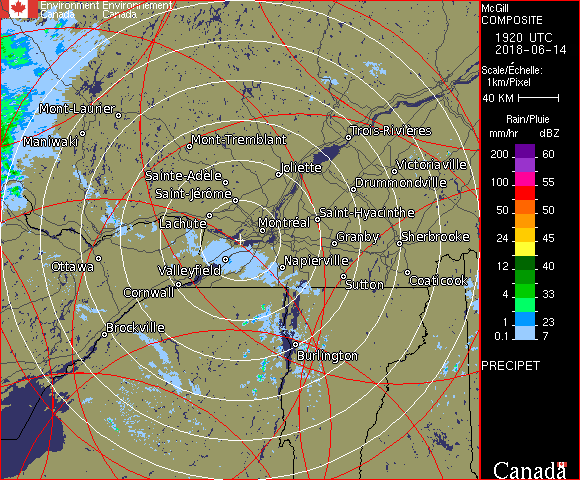 Environment Environnement
Canada Canada
McGill
COMPOSITE
1920 UTC
2018-06-14
Scale/Échelle:
1km/Pixel
40 KM
Rain/Pluie
mm/hr dBZ
200 60
100 55
75 50
50 45
24 35
12 40
4 33
1 23
0.1 7
PRECIPET
Canada
Mont-Laurier
Maniwaki
Mont-Tremblant
Trois-Rivières
Joliette
Victoriaville
Sainte-Adèle
Drummondville
Saint-Jérôme
Saint-Hyacinthe
Lachute
Montréal
Granby
Sherbrooke
Ottawa
Valleyfield
Napierville
Sutton
Coaticook
Cornwall
Brockville
Burlington